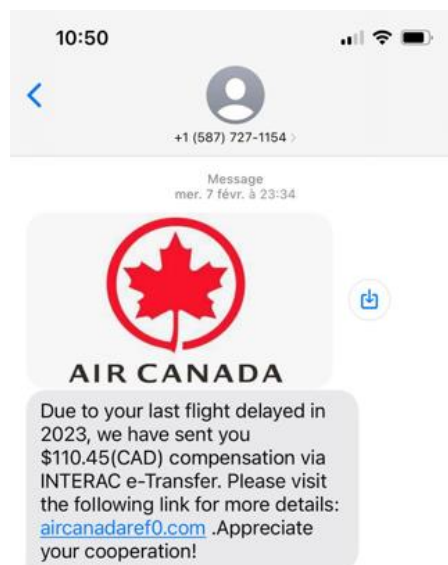 10:50
+1 (587) 727-1154
Message
mer. 7 févr. à 23:34
AIR CANADA
Due to your last flight delayed in
2023, we have sent you
$110.45(CAD) compensation via
INTERAC e-Transfer. Please visit
the following link for more details:
aircanadaref0.com .Appreciate
your cooperation!